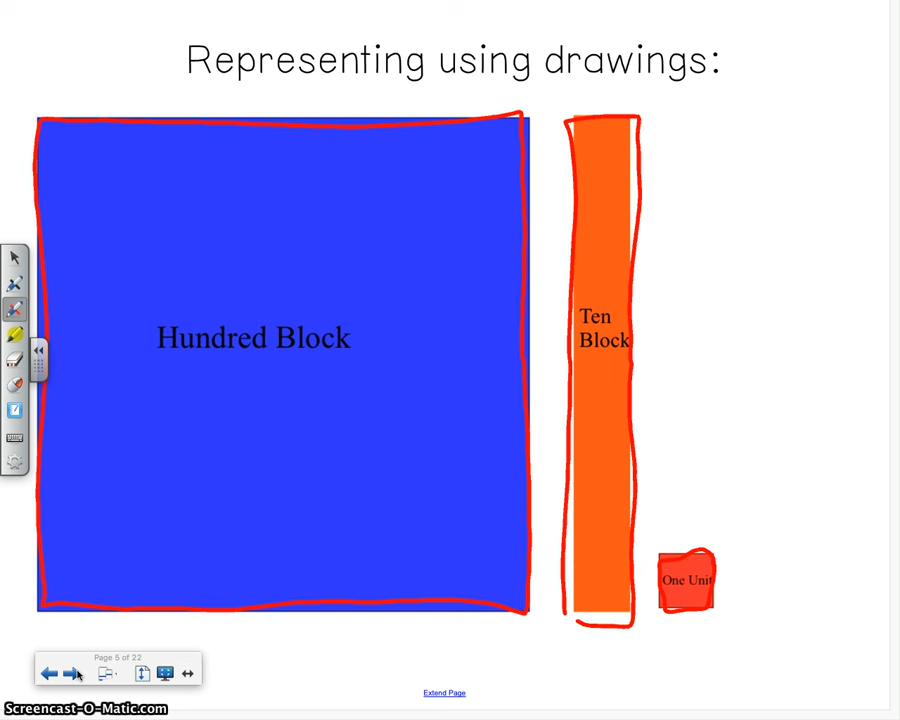 Representing using drawings:
Hundred Block
Ten
Block
One Unit
Page 5 of 22
Extend Page
Screencast-O-Matic.com